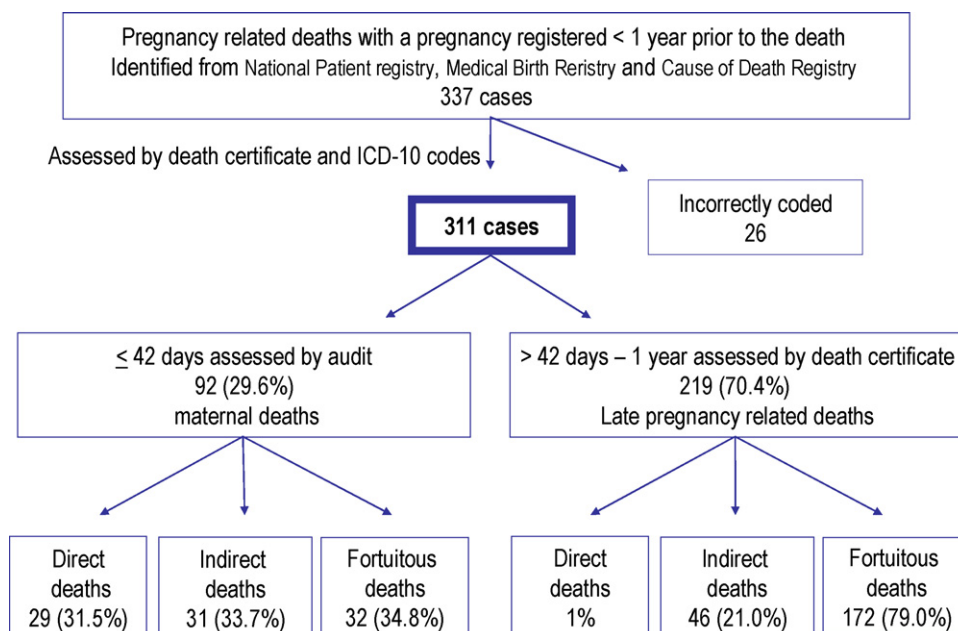 Pregnancy related deaths with a pregnancy registered < 1 year prior to the death
Identified from National Patient registry, Medical Birth Reristry and Cause of Death Registry
337 cases
Assessed by death certificate and ICD-10 codes
311 cases
Incorrectly coded
26
≤ 42 days assessed by audit
92 (29.6%)
maternal deaths
> 42 days – 1 year assessed by death certificate
219 (70.4%)
Late pregnancy related deaths
Direct
deaths
29 (31.5%)
Indirect
deaths
31 (33.7%)
Fortuitous
deaths
32 (34.8%)
Direct
deaths
1%
Indirect
deaths
46 (21.0%)
Fortuitous
deaths
172 (79.0%)